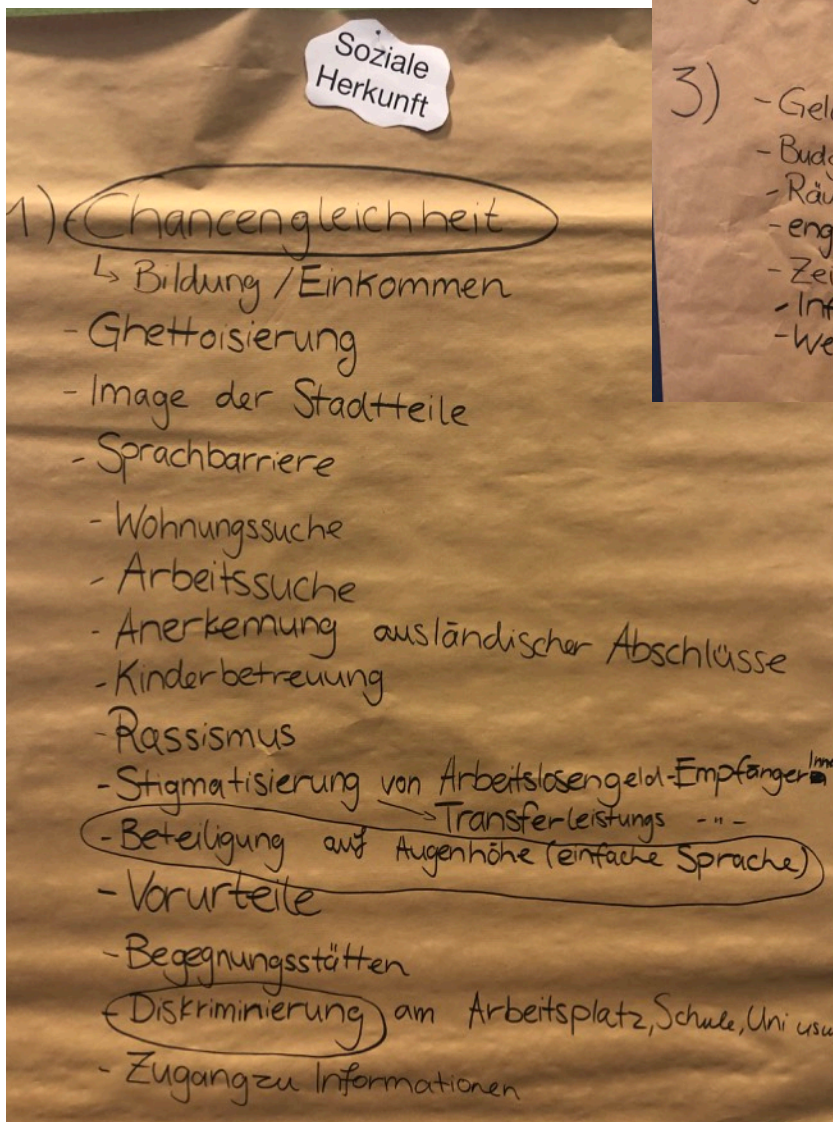 Soziale
Herkunft
1) - Chancengleichheit
↳ Bildung / Einkommen
- Ghettoisierung
- Image der Stadtteile
- Sprachbarriere
- Wohnungssuche
- Arbeitssuche
- Anerkennung ausländischer Abschlüsse
- Kinderbetreuung
- Rassismus
- Stigmatisierung von Arbeitslosengeld-Empfänger
→ Transferleistungs - " -
- Beteiligung auf Augenhöhe (einfache Sprache)
- Vorurteile
- Begegnungsstätten
- Diskriminierung am Arbeitsplatz, Schule, Uni
- Zugang zu Informationen
3)